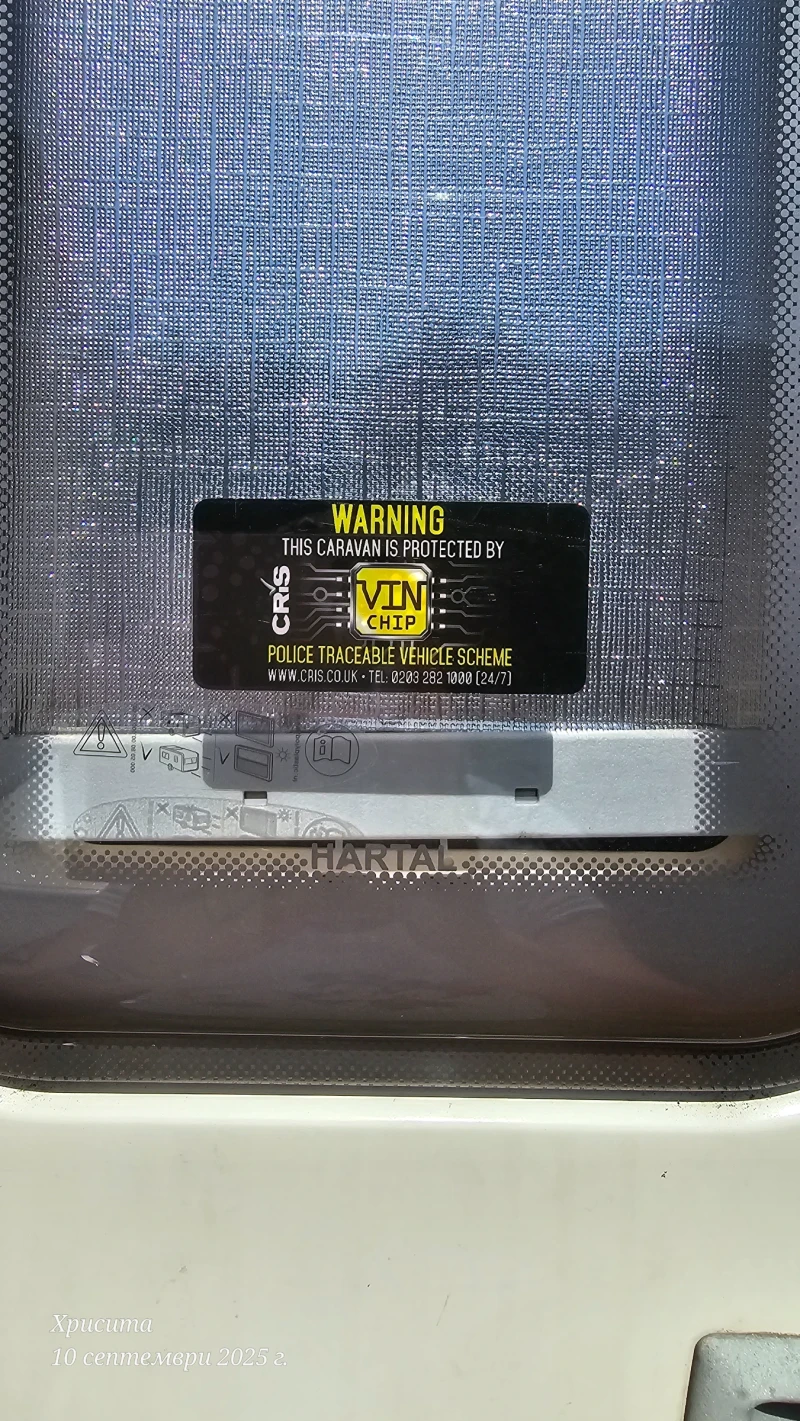 WARNING
THIS CARAVAN IS PROTECTED BY
CRiS
VIN
CHIP
POLICE TRACEABLE VEHICLE SCHEME
WWW.CRIS.CO.UK • TEL: 0203 282 1000 (24/7)
HARTAL
Хрисита
10 септември 2025 г.